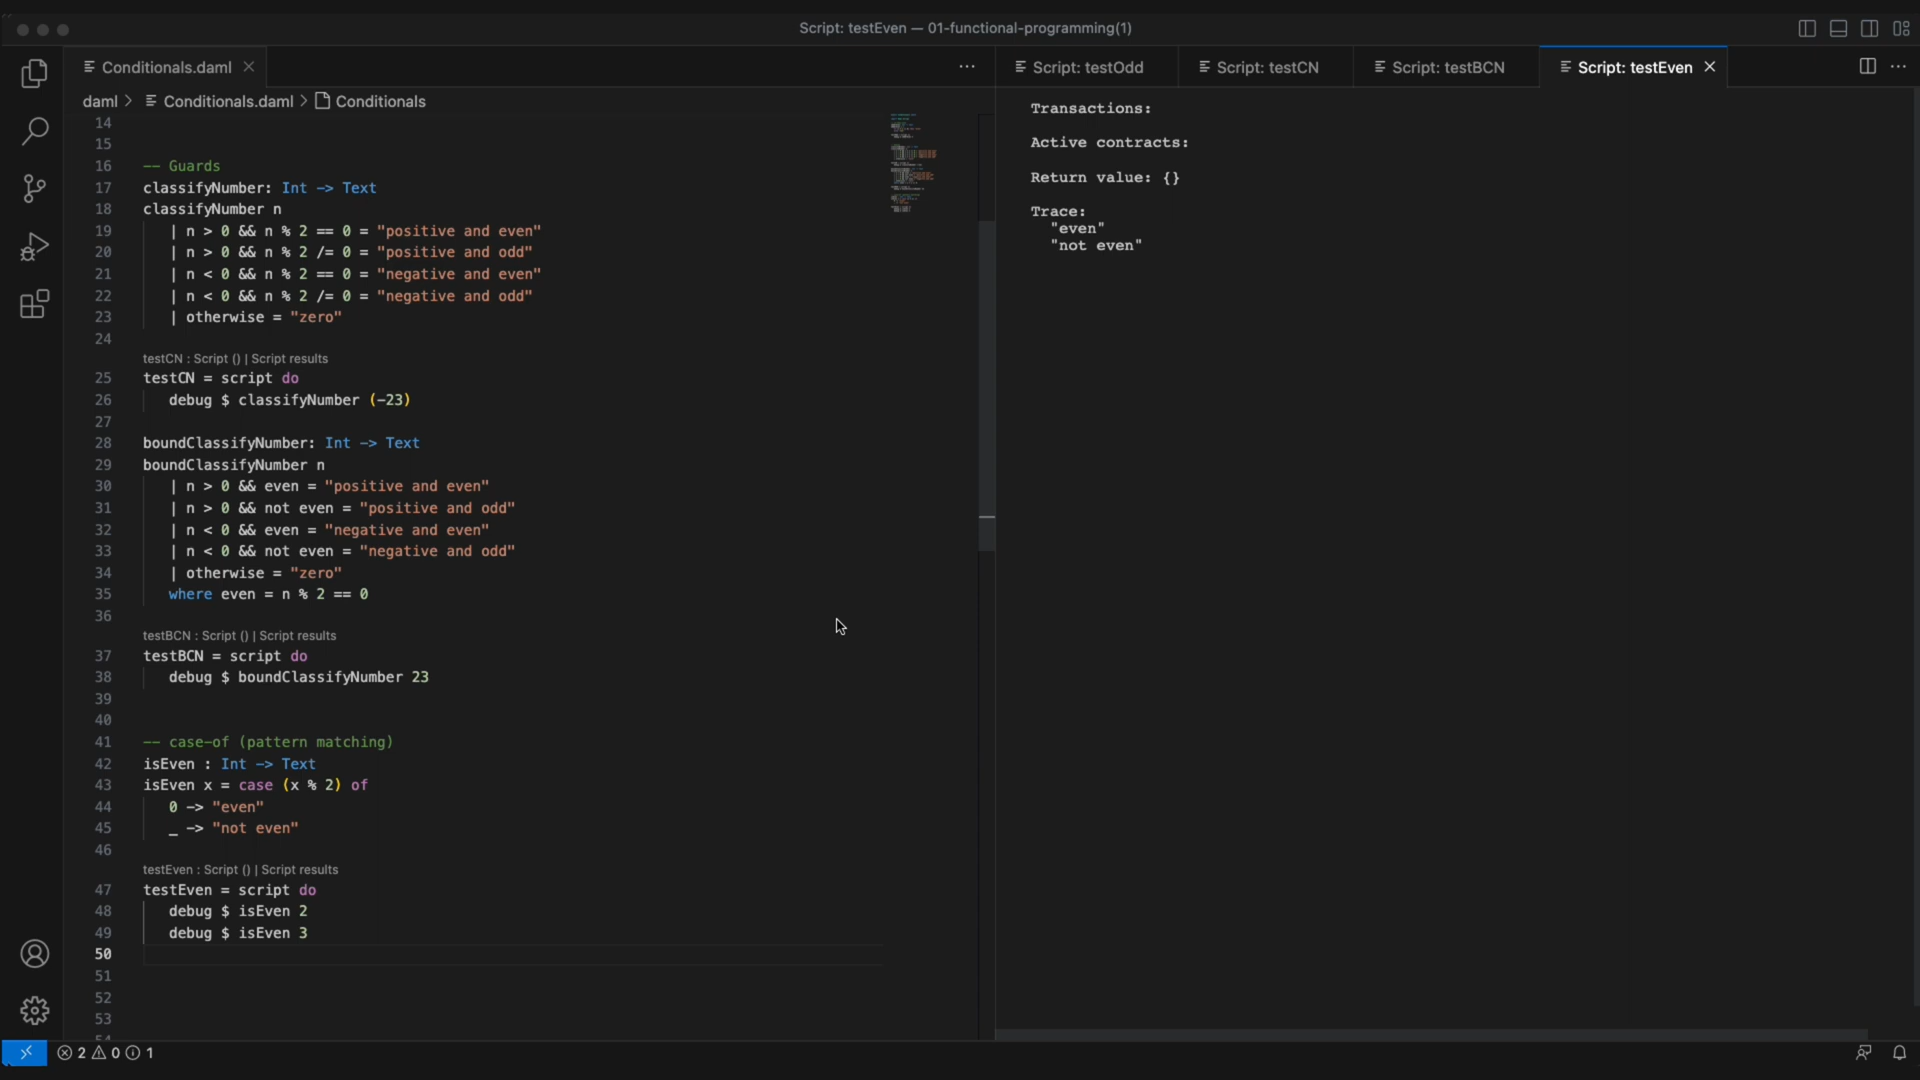 Script: testEven — 01-functional-programming(1)
Conditionals.daml
Script: testOdd
Script: testCN
Script: testBCN
Script: testEven
daml > Conditionals.daml > Conditionals
14
15
16 -- Guards
17 classifyNumber: Int -> Text
18 classifyNumber n
19 | n > 0 && n % 2 == 0 = "positive and even"
20 | n > 0 && n % 2 /= 0 = "positive and odd"
21 | n < 0 && n % 2 == 0 = "negative and even"
22 | n < 0 && n % 2 /= 0 = "negative and odd"
23 | otherwise = "zero"
24
testCN : Script () | Script results
25 testCN = script do
26 debug $ classifyNumber (-23)
27
28 boundClassifyNumber: Int -> Text
29 boundClassifyNumber n
30 | n > 0 && even = "positive and even"
31 | n > 0 && not even = "positive and odd"
32 | n < 0 && even = "negative and even"
33 | n < 0 && not even = "negative and odd"
34 | otherwise = "zero"
35 where even = n % 2 == 0
36
testBCN : Script () | Script results
37 testBCN = script do
38 debug $ boundClassifyNumber 23
39
40
41 -- case-of (pattern matching)
42 isEven : Int -> Text
43 isEven x = case (x % 2) of
44 0 -> "even"
45 _ -> "not even"
46
testEven : Script () | Script results
47 testEven = script do
48 debug $ isEven 2
49 debug $ isEven 3
50
51
52
53
54
Transactions:
Active contracts:
Return value: {}
Trace:
"even"
"not even"
2 0 1